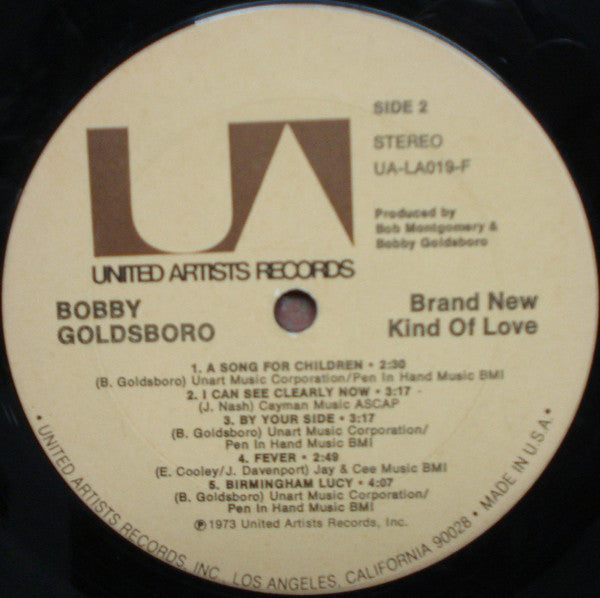 SIDE 2
STEREO
UA-LA019-F
Produced by
Bob Montgomery &
Bobby Goldsboro
UA
UNITED ARTISTS RECORDS
BOBBY
GOLDSBORO
Brand New
Kind Of Love
1. A SONG FOR CHILDREN • 2:30
(B. Goldsboro) Unart Music Corporation/Pen In Hand Music BMI
2. I CAN SEE CLEARLY NOW • 3:17
(J. Nash) Cayman Music ASCAP
3. BY YOUR SIDE • 3:17
(B. Goldsboro) Unart Music Corporation/
Pen In Hand Music BMI
4. FEVER • 2:49
(E. Cooley/J. Davenport) Jay & Cee Music BMI
5. BIRMINGHAM LUCY • 4:07
(B. Goldsboro) Unart Music Corporation/
Pen In Hand Music BMI
℗1973 United Artists Records, Inc.
• UNITED ARTISTS RECORDS, INC., LOS ANGELES, CALIFORNIA 90028 • MADE IN U.S.A. •